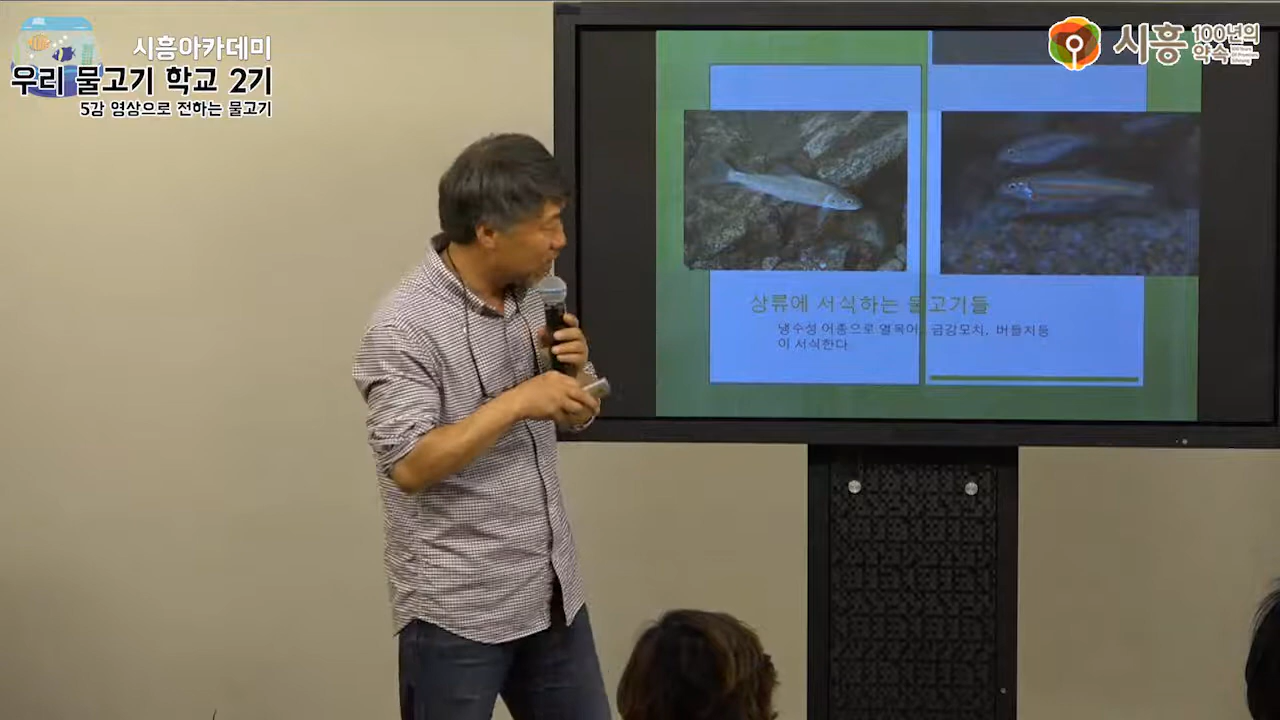 시흥아카데미
우리 물고기 학교 2기
5강 영상으로 전하는 물고기
시흥
100년의
약속
상류에 서식하는 물고기들
냉수성 어종으로 열목어, 금강모치, 버들치등
이 서식한다